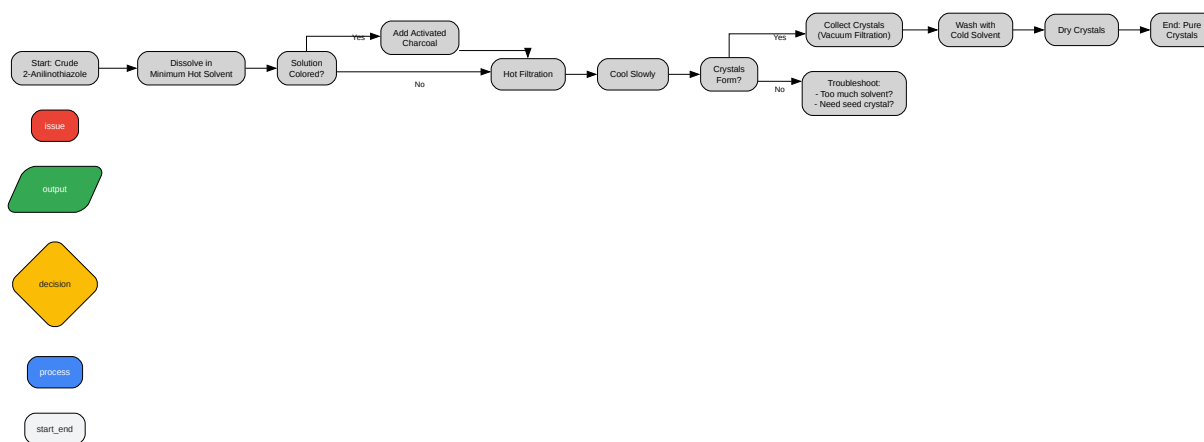 Start: Crude
2-Anilinothiazole
Dissolve in
Minimum Hot Solvent
Solution
Colored?
Yes
No
Add Activated
Charcoal
Hot Filtration
Cool Slowly
Crystals
Form?
Yes
No
Collect Crystals
(Vacuum Filtration)
Wash with
Cold Solvent
Dry Crystals
End: Pure
Crystals
Troubleshoot:
- Too much solvent?
- Need seed crystal?
issue
output
decision
process
start_end